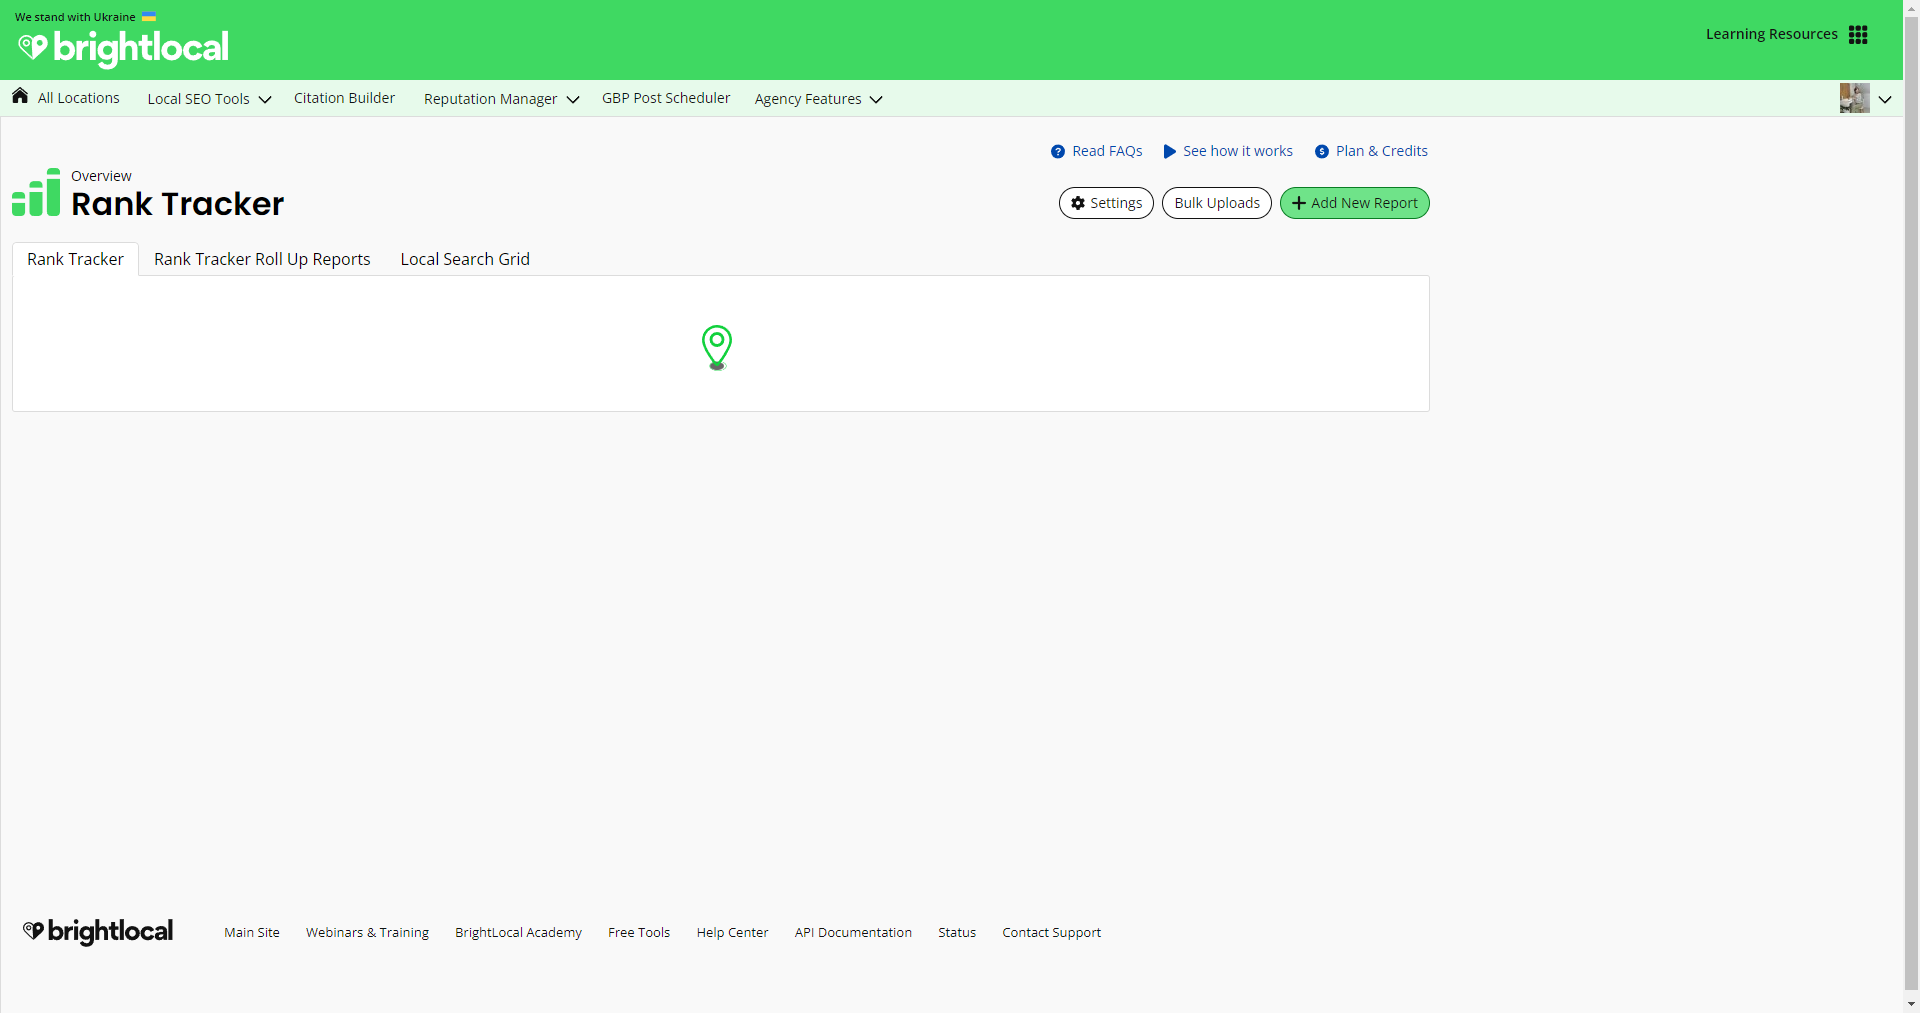 We stand with Ukraine
brightlocal
Learning Resources
All Locations Local SEO Tools Citation Builder Reputation Manager GBP Post Scheduler Agency Features
Read FAQs See how it works Plan & Credits
Overview
Rank Tracker
Settings Bulk Uploads Add New Report
Rank Tracker Rank Tracker Roll Up Reports Local Search Grid
brightlocal Main Site Webinars & Training BrightLocal Academy Free Tools Help Center API Documentation Status Contact Support